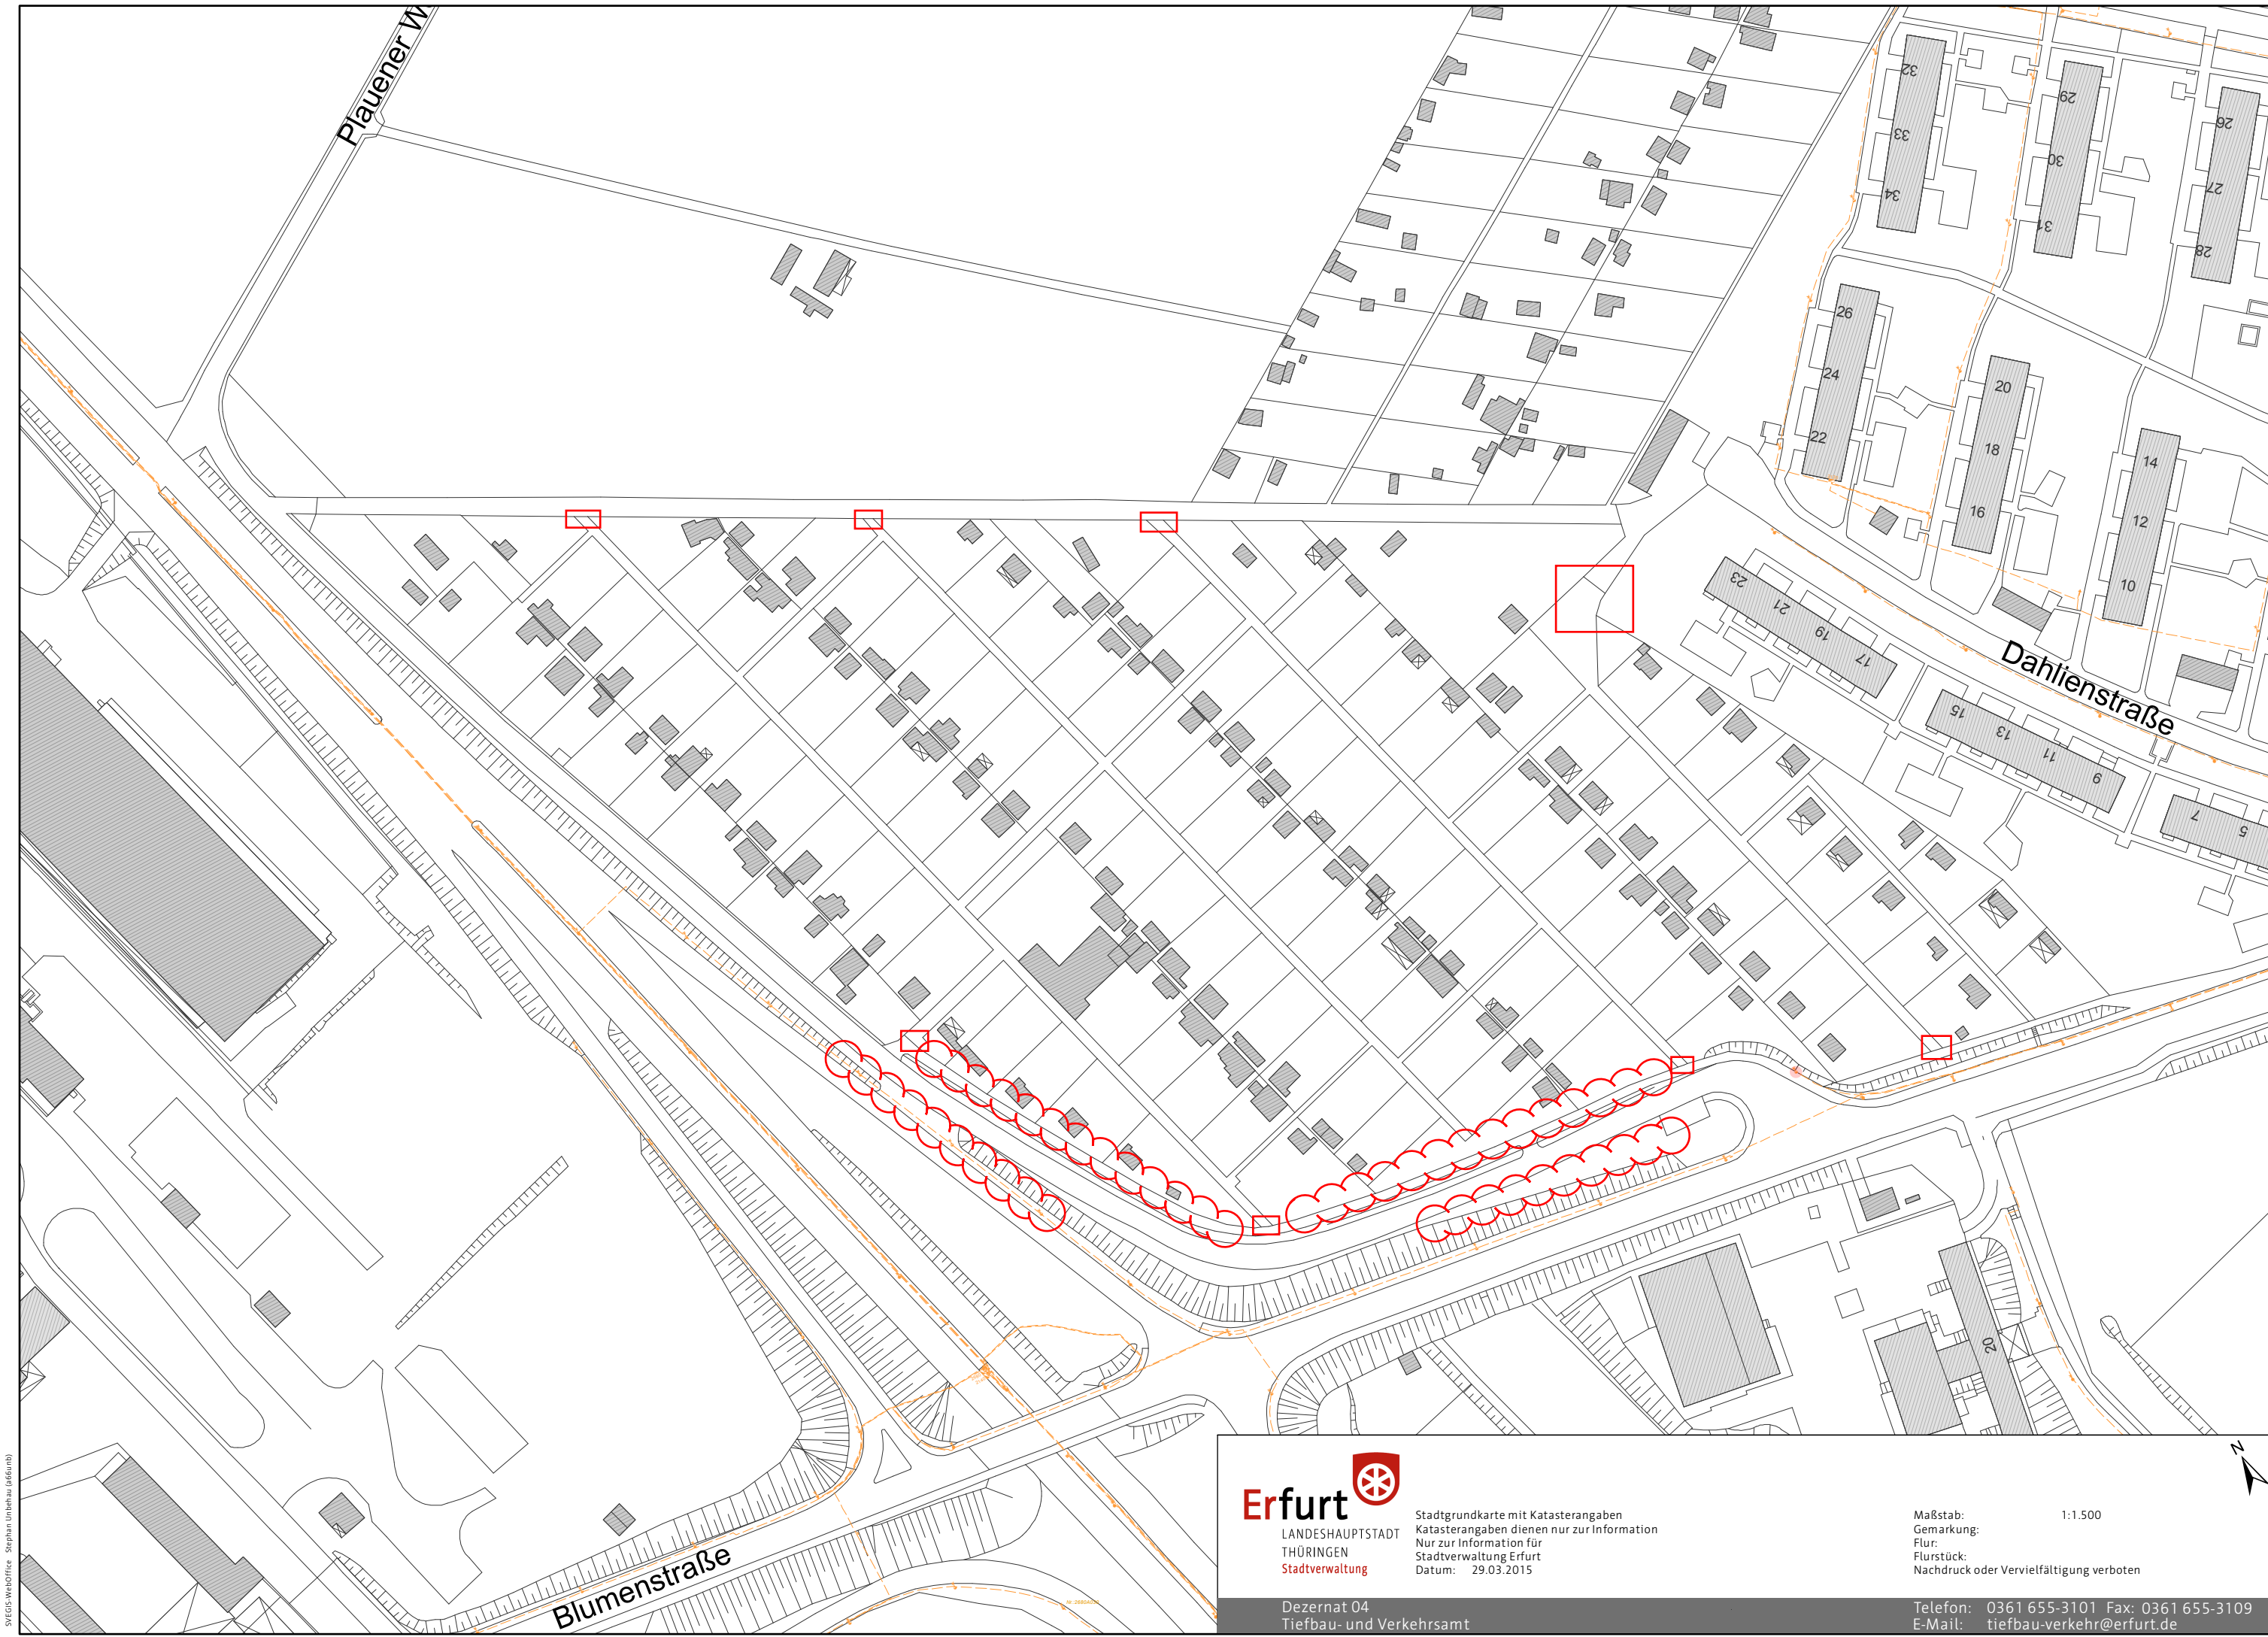 Plauener W
32
33
34
29
30
31
26
27
28
26
24
22
20
18
16
14
12
10
23
21
19
17
15
13
11
9
7
5
Dahlienstraße
20
Blumenstraße
N
Erfurt
LANDESHAUPTSTADT
THÜRINGEN
Stadtverwaltung
Stadtgrundkarte mit Katasterangaben
Katasterangaben dienen nur zur Information
Nur zur Information für
Stadtverwaltung Erfurt
Datum: 29.03.2015
Maßstab: 1:1.500
Gemarkung:
Flur:
Flurstück:
Nachdruck oder Vervielfältigung verboten
Dezernat 04
Tiefbau- und Verkehrsamt
Telefon: 0361 655-3101 Fax: 0361 655-3109
E-Mail: tiefbau-verkehr@erfurt.de
SVEGIS-WebOffice Stephan Unbehau (a66unb)